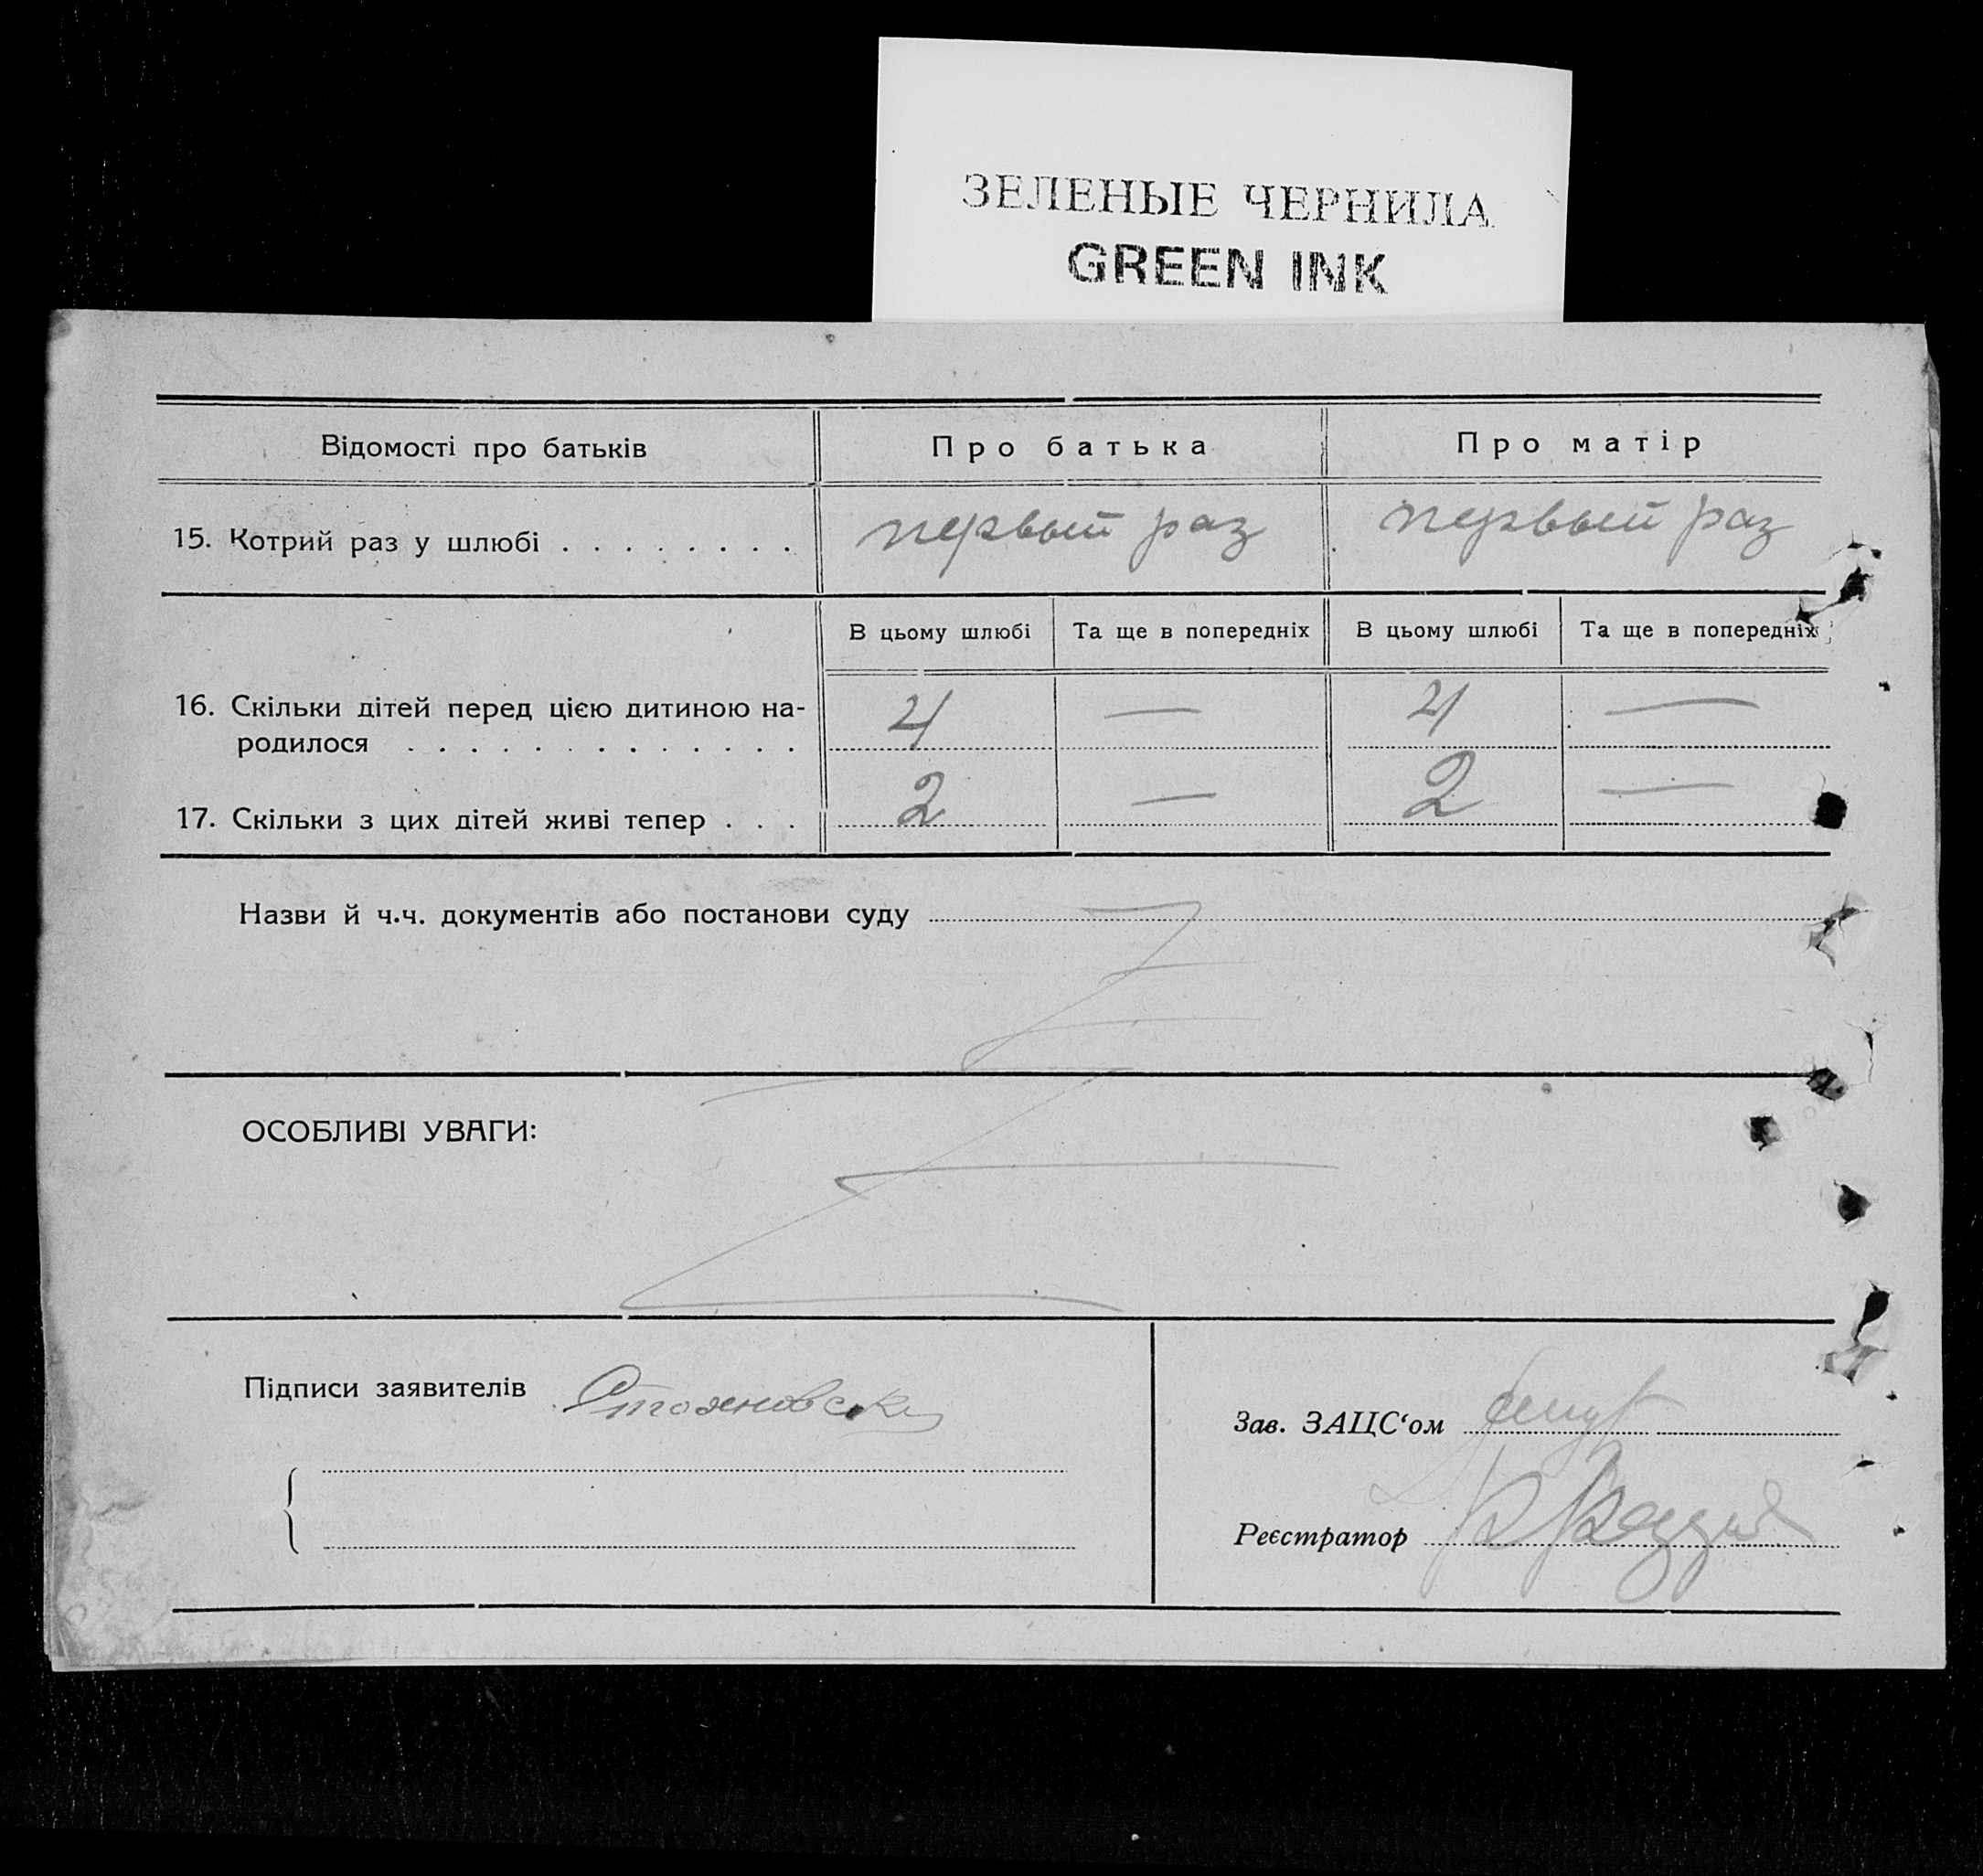 ЗЕЛЕНЫЕ ЧЕРНИЛА
GREEN INK
Відомості про батьків Про батька Про матір
15. Котрий раз у шлюбі . . . . . . . . первый раз первый раз
В цьому шлюбі Та ще в попередніх В цьому шлюбі Та ще в попередніх
16. Скільки дітей перед цією дитиною на-
родилося . . . . . . . . . . . . . 4 — 4 —
17. Скільки з цих дітей живі тепер . . . 2 — 2 —
Назви й ч.ч. документів або постанови суду
ОСОБЛИВІ УВАГИ:
Підписи заявителів
Зав. ЗАЦС‘ом
Реєстратор